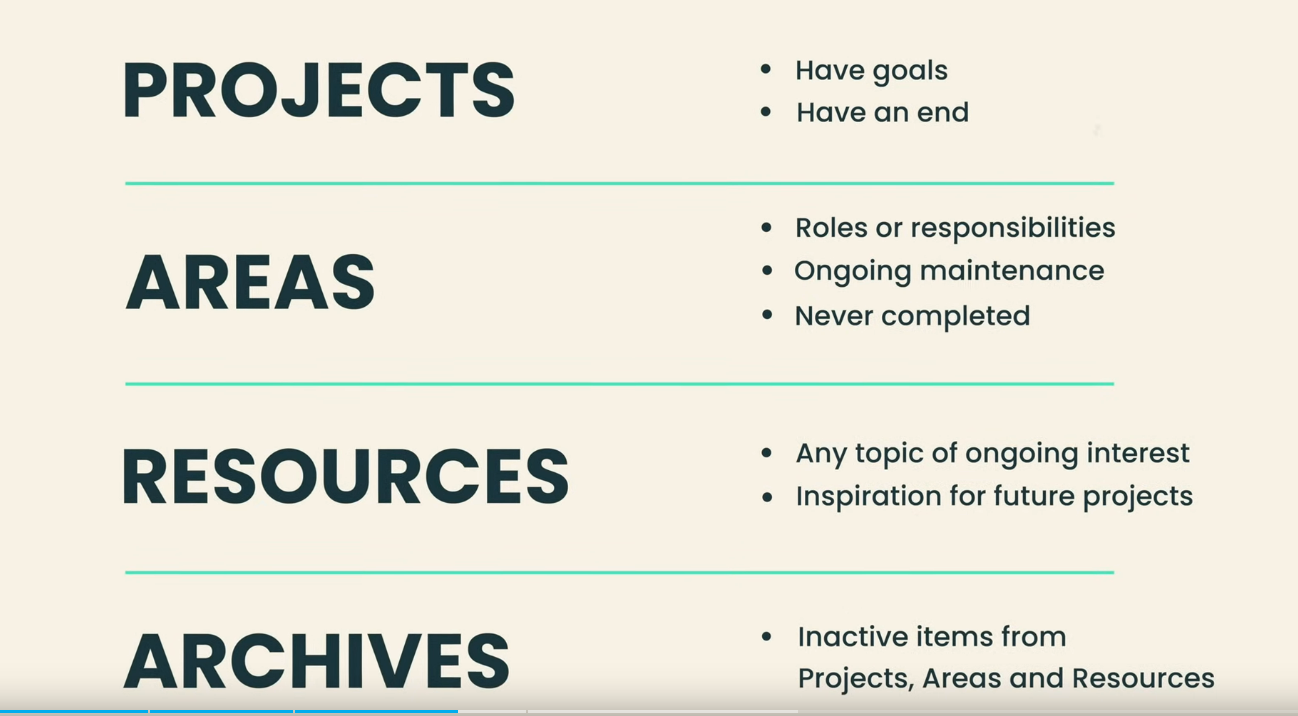 PROJECTS
• Have goals
• Have an end
AREAS
• Roles or responsibilities
• Ongoing maintenance
• Never completed
RESOURCES
• Any topic of ongoing interest
• Inspiration for future projects
ARCHIVES
• Inactive items from
Projects, Areas and Resources